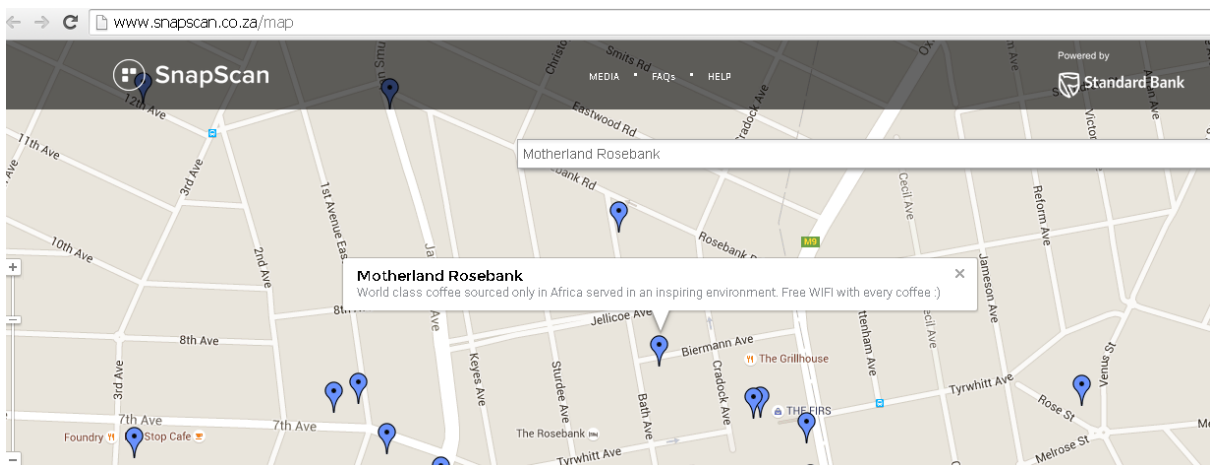 www.snapscan.co.za/map
SnapScan
MEDIA
FAQs
HELP
Powered by
Standard Bank
Smits Rd
12th Ave
Eastwood Rd
Cradock Ave
11th Ave
3rd Ave
Motherland Rosebank
1st Avenue East
Cecil Ave
Reform Ave
10th Ave
2nd Ave
M9
Jameson Ave
Motherland Rosebank
World class coffee sourced only in Africa served in an inspiring environment. Free WIFI with every coffee :)
Jellicoe Ave
8th Ave
Biermann Ave
The Grillhouse
Venus St
3rd Ave
Keyes Ave
Sturdee Ave
Bath Ave
Cradock Ave
Tyrwhitt Ave
THE FIRS
Rose St
7th Ave
7th Ave
Foundry
Stop Cafe
The Rosebank
Tyrwhitt Ave
Melrose St